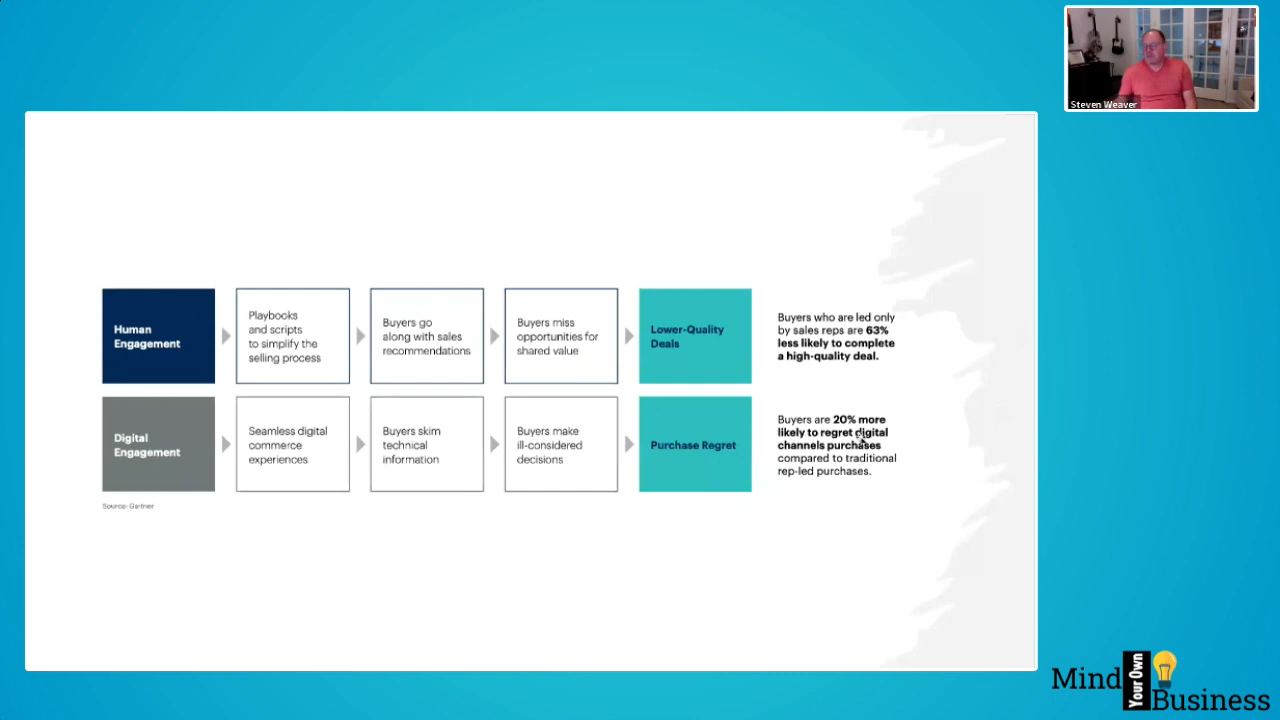 Steven Weaver
Human
Engagement
Playbooks
and scripts
to simplify the
selling process
Buyers go
along with sales
recommendations
Buyers miss
opportunities for
shared value
Lower-Quality
Deals
Buyers who are led only
by sales reps are 63%
less likely to complete
a high-quality deal.
Digital
Engagement
Seamless digital
commerce
experiences
Buyers skim
technical
information
Buyers make
ill-considered
decisions
Purchase Regret
Buyers are 20% more
likely to regret digital
channels purchases
compared to traditional
rep-led purchases.
Source: Gartner
Mind
Your Own
Business